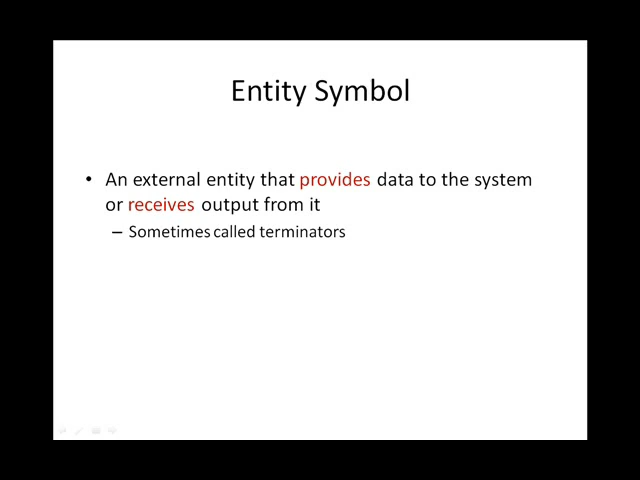 Entity Symbol
• An external entity that provides data to the system
or receives output from it
– Sometimes called terminators